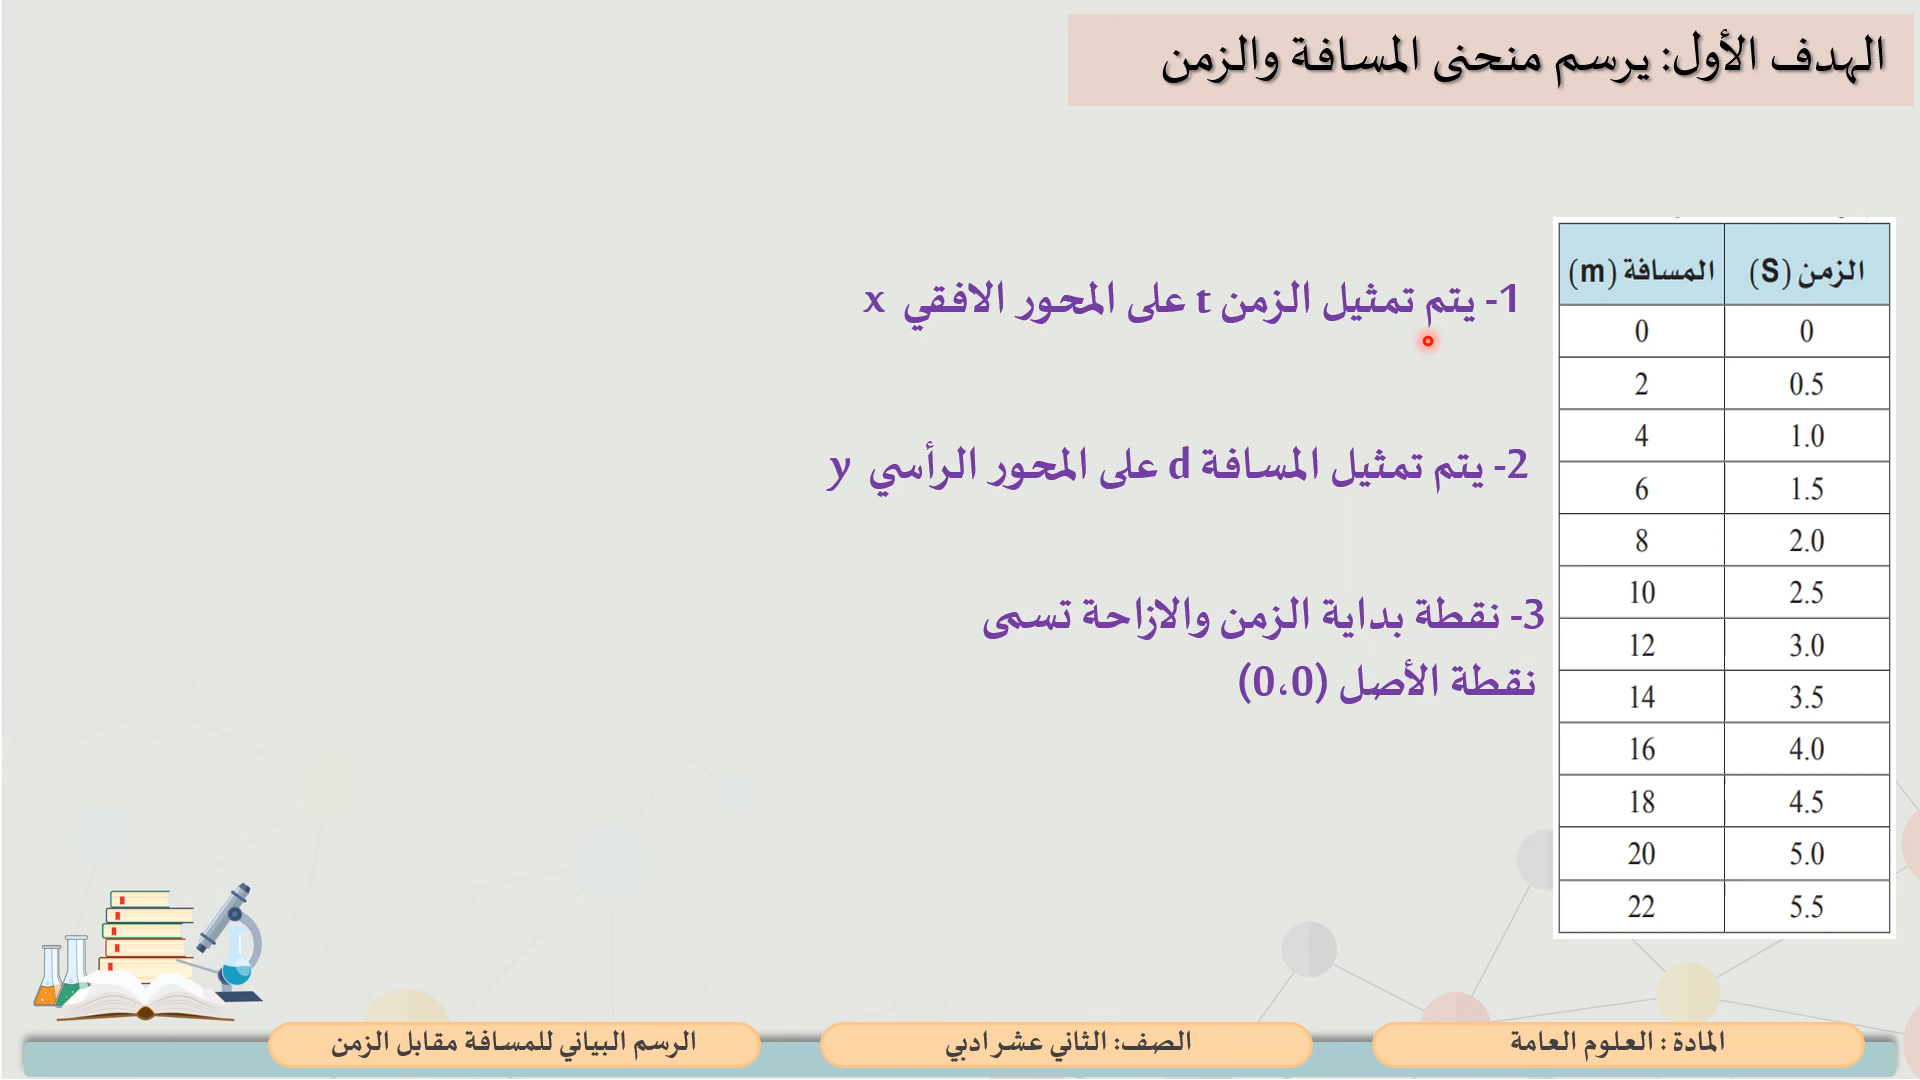 الهدف الأول: يرسم منحنى المسافة والزمن
1- يتم تمثيل الزمن t على المحور الافقي x
2- يتم تمثيل المسافة d على المحور الرأسي y
3- نقطة بداية الزمن والازاحة تسمى
نقطة الأصل (0،0)
الزمن (S) المسافة (m)
0 0
0.5 2
1.0 4
1.5 6
2.0 8
2.5 10
3.0 12
3.5 14
4.0 16
4.5 18
5.0 20
5.5 22
المادة : العلوم العامة
الصف: الثاني عشر ادبي
الرسم البياني للمسافة مقابل الزمن